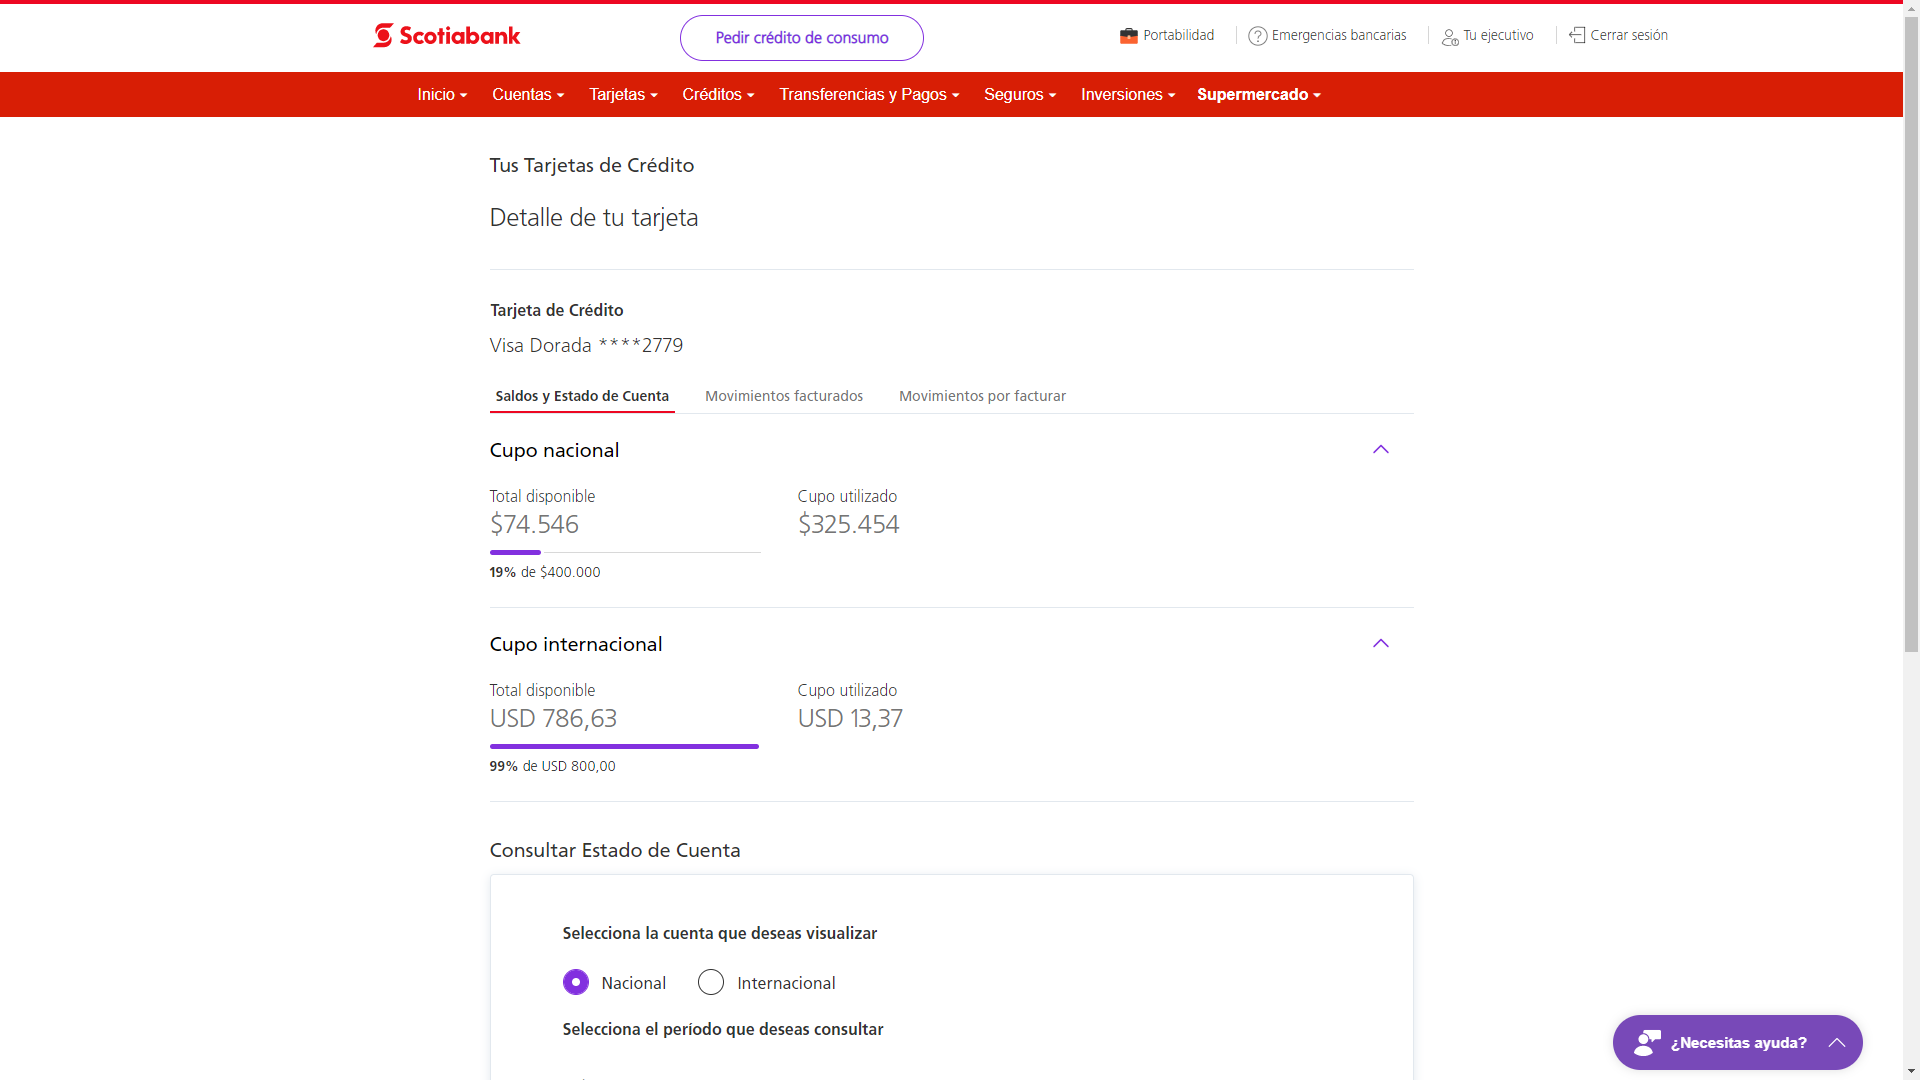 Scotiabank
Pedir crédito de consumo
Portabilidad
Emergencias bancarias
Tu ejecutivo
Cerrar sesión
Inicio
Cuentas
Tarjetas
Créditos
Transferencias y Pagos
Seguros
Inversiones
Supermercado
Tus Tarjetas de Crédito
Detalle de tu tarjeta
Tarjeta de Crédito
Visa Dorada ****2779
Saldos y Estado de Cuenta
Movimientos facturados
Movimientos por facturar
Cupo nacional
Total disponible
Cupo utilizado
$74.546
$325.454
19% de $400.000
Cupo internacional
Total disponible
Cupo utilizado
USD 786,63
USD 13,37
99% de USD 800,00
Consultar Estado de Cuenta
Selecciona la cuenta que deseas visualizar
Nacional
Internacional
Selecciona el período que deseas consultar
¿Necesitas ayuda?